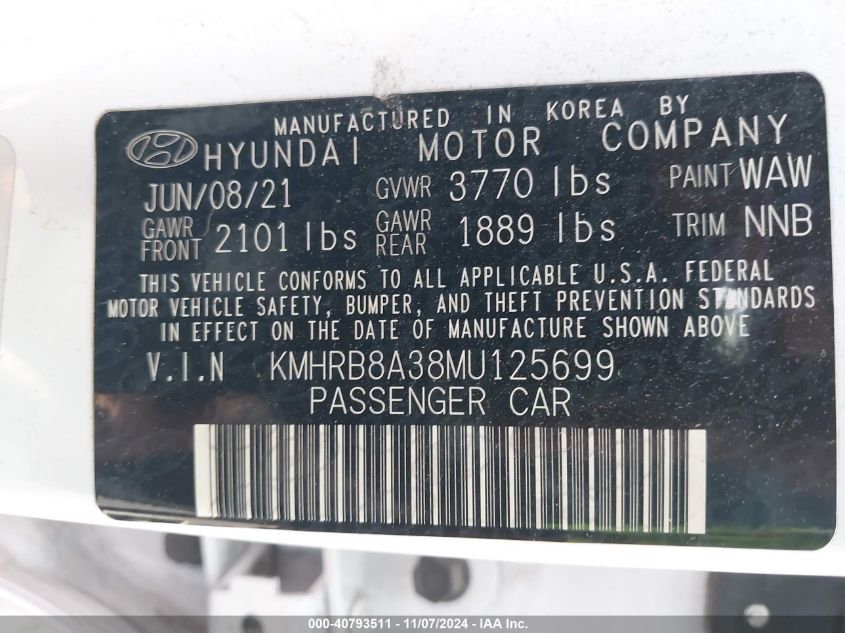 MANUFACTURED IN KOREA BY
HYUNDAI MOTOR COMPANY
JUN/08/21 GVWR 3770 lbs PAINT WAW
GAWR FRONT 2101 lbs GAWR REAR 1889 lbs TRIM NNB
THIS VEHICLE CONFORMS TO ALL APPLICABLE U.S.A. FEDERAL
MOTOR VEHICLE SAFETY, BUMPER, AND THEFT PREVENTION STANDARDS
IN EFFECT ON THE DATE OF MANUFACTURE SHOWN ABOVE
V.I.N KMHRB8A38MU125699
PASSENGER CAR
000-40793511 - 11/07/2024 - IAA Inc.